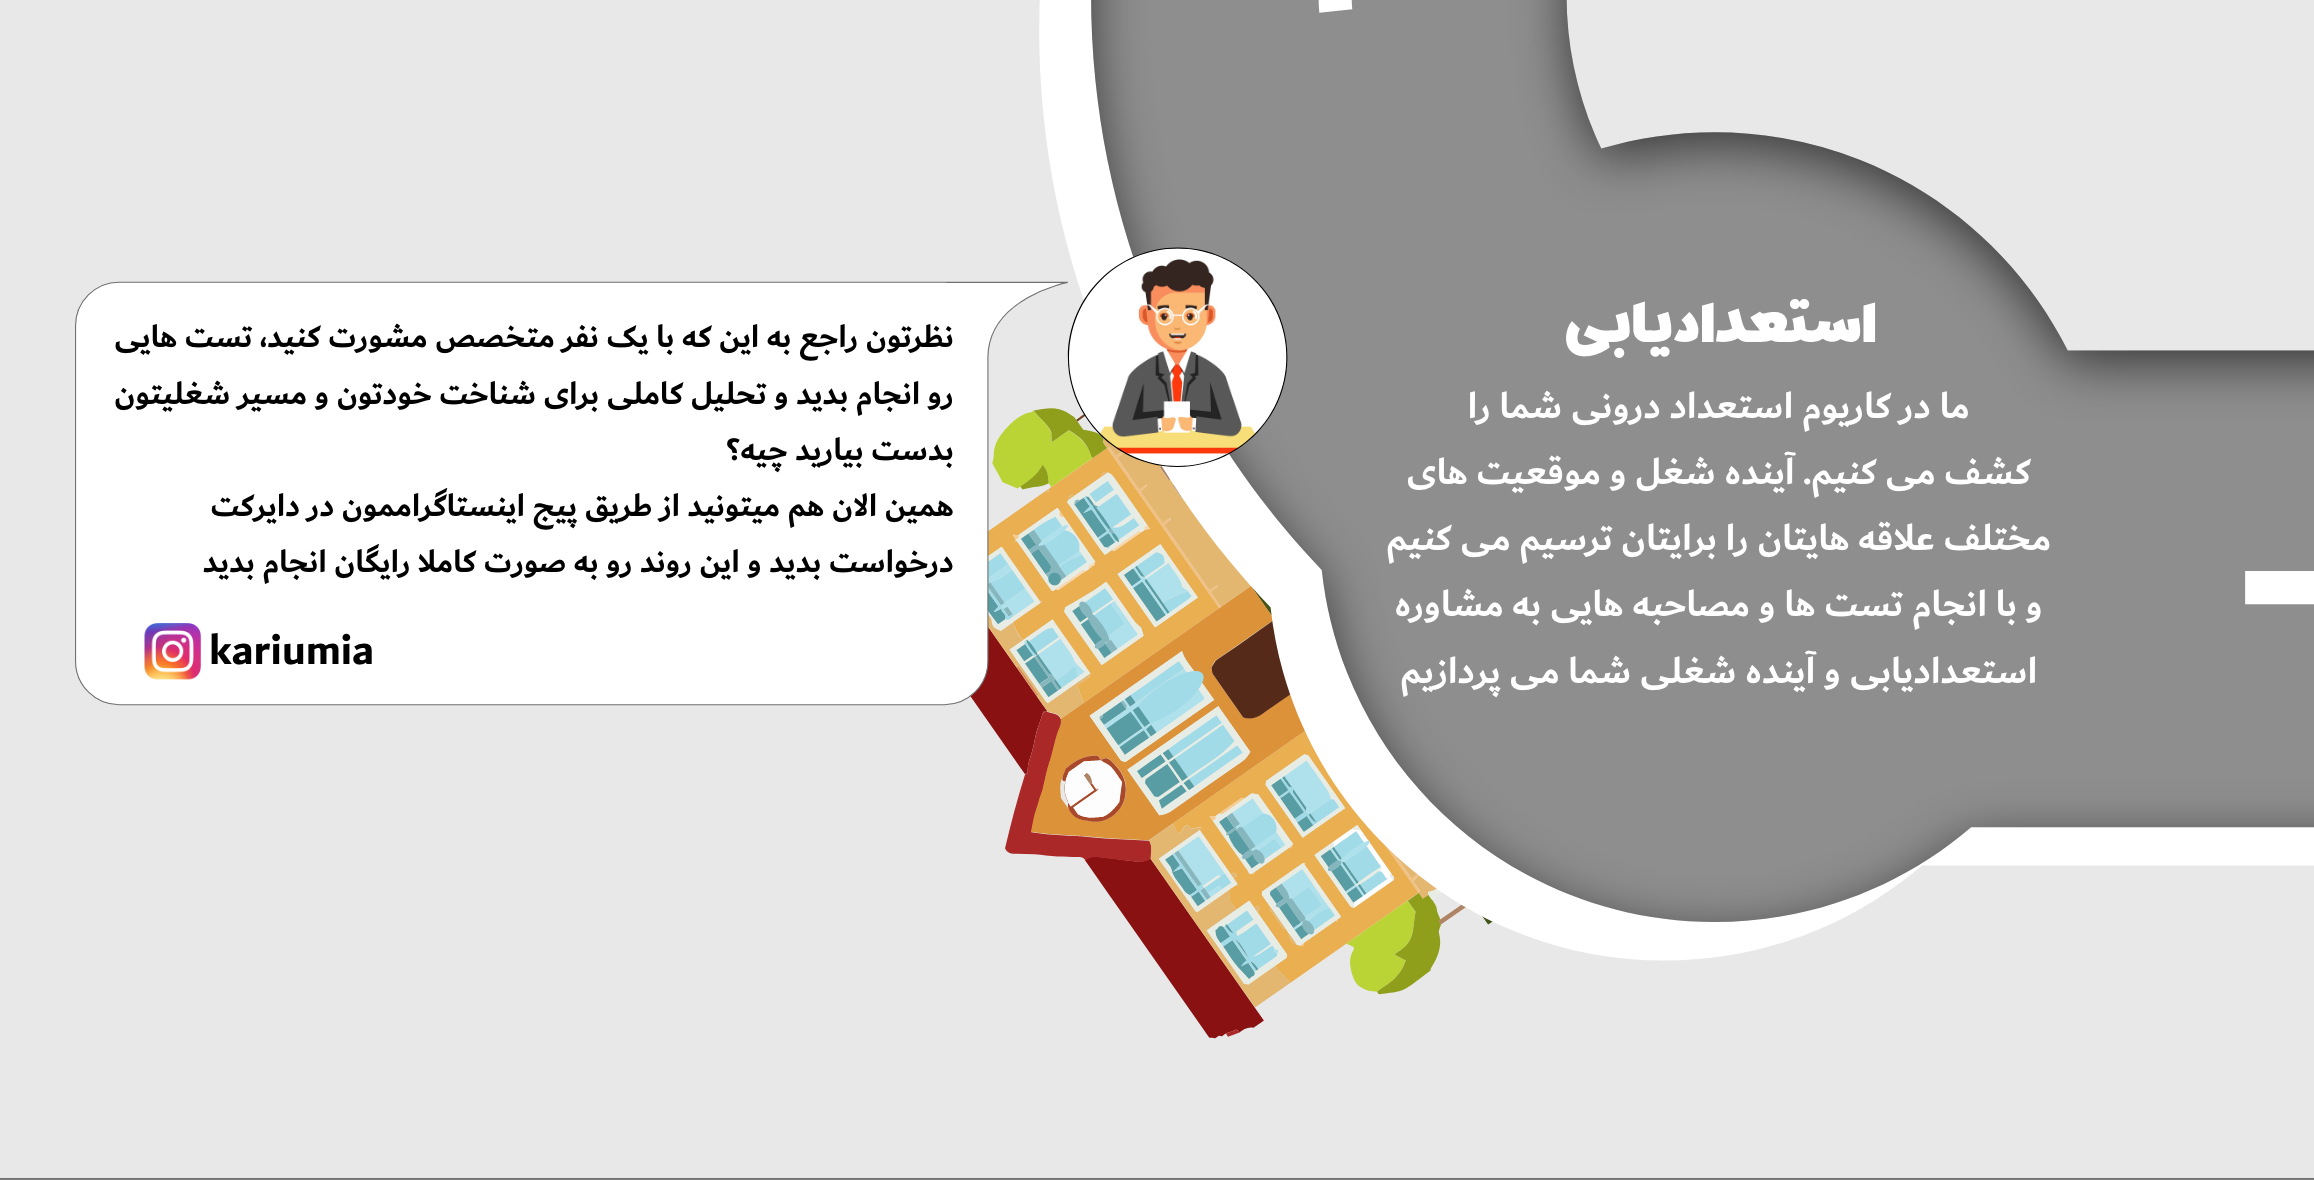 استعدادیابی
ما در کاریوم استعداد درونی شما را
کشف می کنیم. آینده شغل و موقعیت های
مختلف علاقه هایتان را برایتان ترسیم می کنیم
و با انجام تست ها و مصاحبه هایی به مشاوره
استعدادیابی و آینده شغلی شما می پردازیم
نظرتون راجع به این که با یک نفر متخصص مشورت کنید، تست هایی
رو انجام بدید و تحلیل کاملی برای شناخت خودتون و مسیر شغلیتون
بدست بیارید چیه؟
همین الان هم میتونید از طریق پیج اینستاگراممون در دایرکت
درخواست بدید و این روند رو به صورت کاملا رایگان انجام بدید
kariumia